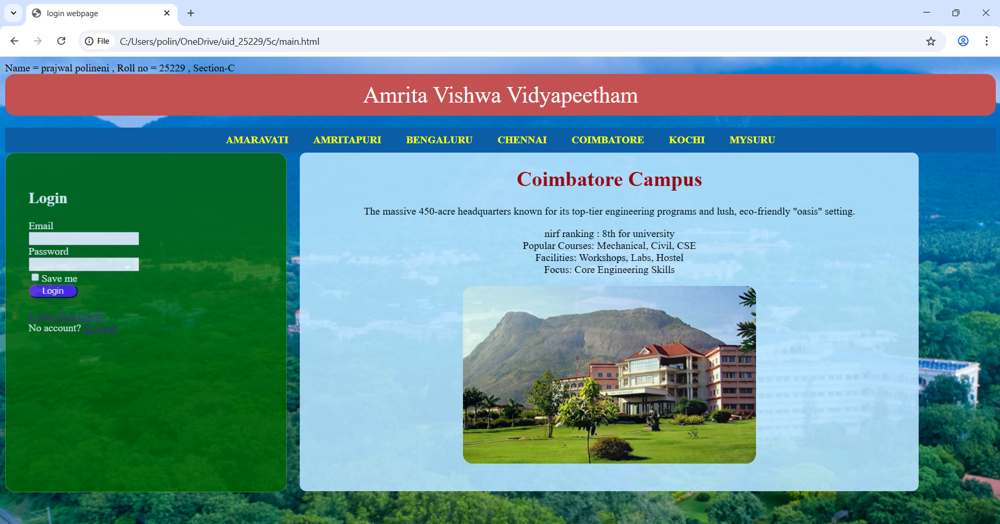 login webpage
File C:/Users/polin/OneDrive/uid_25229/5c/main.html
Name = prajwal polineni , Roll no = 25229 , Section-C
Amrita Vishwa Vidyapeetham
AMARAVATI AMRITAPURI BENGALURU CHENNAI COIMBATORE KOCHI MYSURU
Login
Email
Password
Save me
Login
Forgot Password?
No account? Register
Coimbatore Campus
The massive 450-acre headquarters known for its top-tier engineering programs and lush, eco-friendly "oasis" setting.
nirf ranking : 8th for university
Popular Courses: Mechanical, Civil, CSE
Facilities: Workshops, Labs, Hostel
Focus: Core Engineering Skills